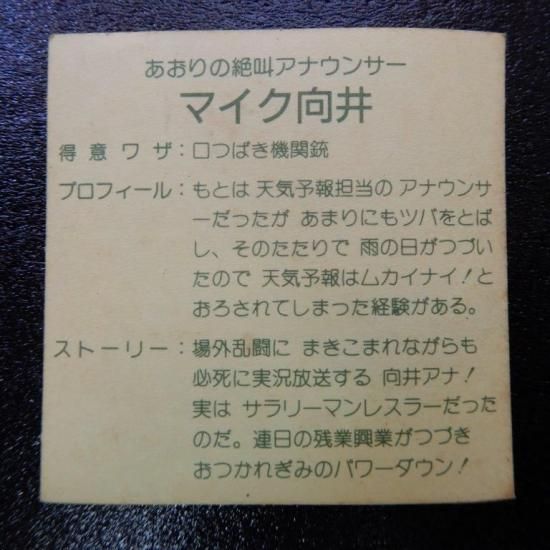 あおりの絶叫アナウンサー
マイク向井
得意ワザ：口つばき機関銃
プロフィール：もとは 天気予報担当の アナウンサ
ーだったが あまりにもツバをとば
し、そのたたりで 雨の日がつづい
たので 天気予報はムカイナイ！と
おろされてしまった経験がある。
ストーリー：場外乱闘に まきこまれながらも
必死に実況放送する 向井アナ！
実は サラリーマンレスラーだった
のだ。連日の残業興業がつづき
おつかれぎみのパワーダウン！